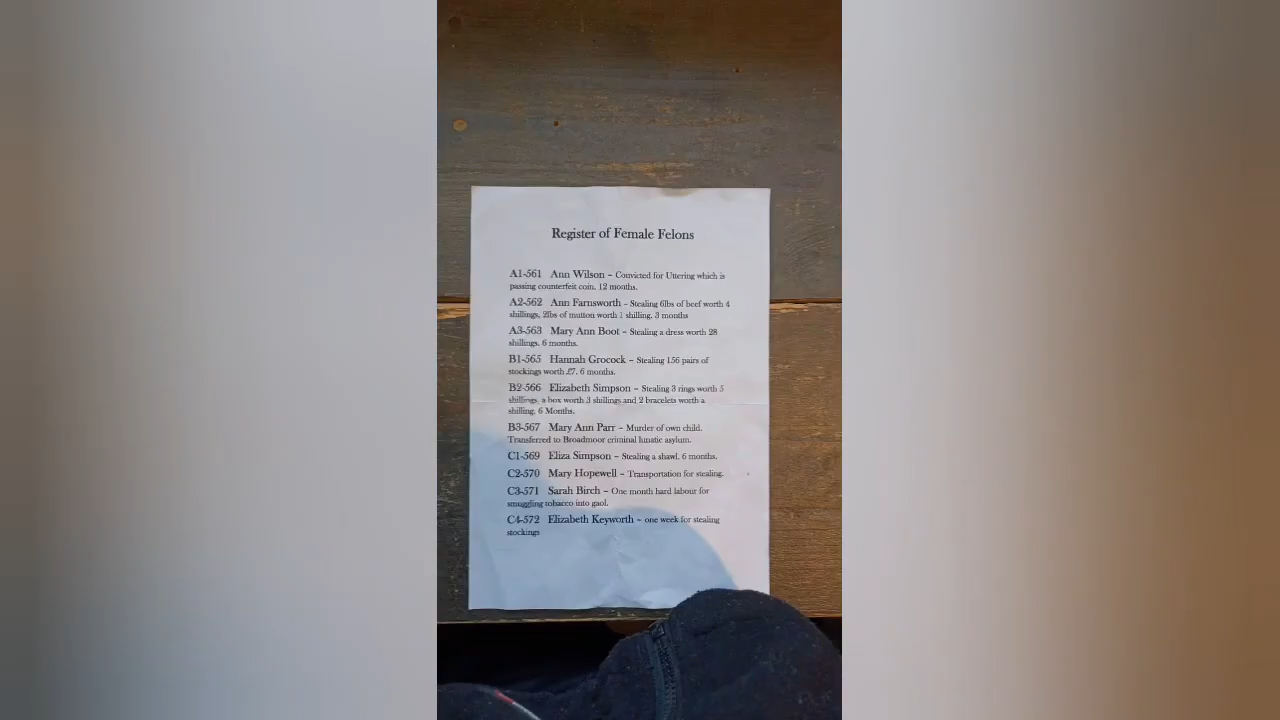 Register of Female Felons
A1-561 Ann Wilson – Convicted for Uttering which is
passing counterfeit coin. 12 months.
A2-562 Ann Farnsworth – Stealing 6lbs of beef worth 4
shillings, 2lbs of mutton worth 1 shilling. 3 months
A3-563 Mary Ann Boot – Stealing a dress worth 28
shillings. 6 months.
B1-565 Hannah Grocock – Stealing 156 pairs of
stockings worth £7. 6 months.
B2-566 Elizabeth Simpson – Stealing 3 rings worth 5
shillings, a box worth 3 shillings and 2 bracelets worth a
shilling. 6 Months.
B3-567 Mary Ann Parr – Murder of own child.
Transferred to Broadmoor criminal lunatic asylum.
C1-569 Eliza Simpson – Stealing a shawl. 6 months.
C2-570 Mary Hopewell – Transportation for stealing.
C3-571 Sarah Birch – One month hard labour for
smuggling tobacco into gaol.
C4-572 Elizabeth Keyworth – one week for stealing
stockings